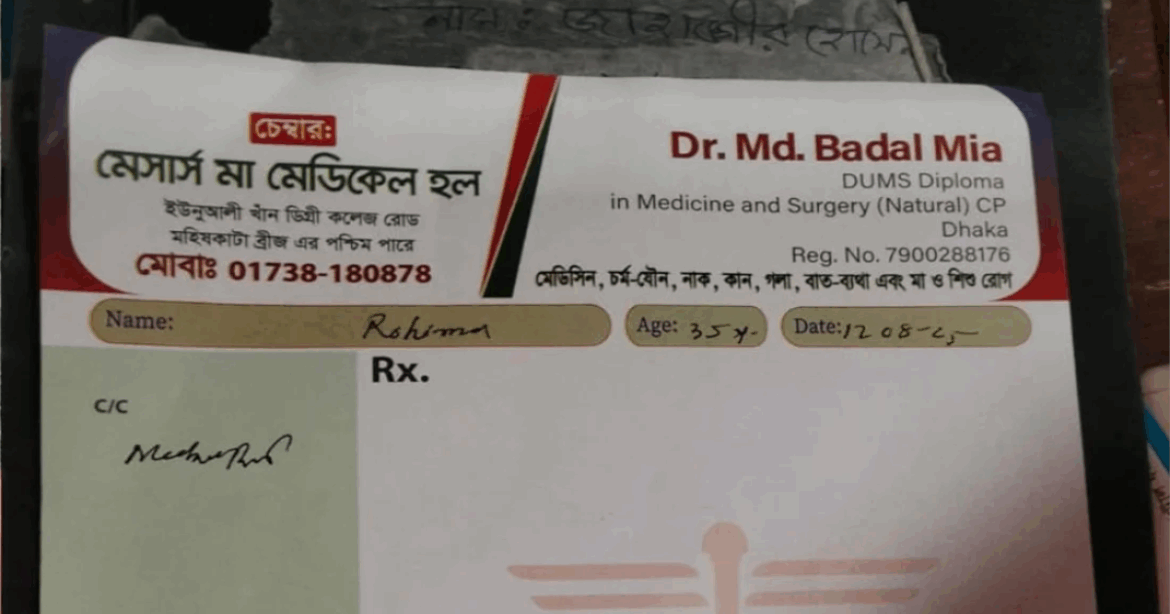 নাম : জাহাঙ্গীর হোসেন
চেম্বার:
মেসার্স মা মেডিকেল হল
ইউনুআলী খাঁন ডিগ্রী কলেজ রোড
মহিষকাটা ব্রীজ এর পশ্চিম পারে
মোবাঃ 01738-180878
Dr. Md. Badal Mia
DUMS Diploma
in Medicine and Surgery (Natural) CP
Dhaka
Reg. No. 7900288176
মেডিসিন, চর্ম-যৌন, নাক, কান, গলা, বাত-ব্যথা এবং মা ও শিশু রোগ
Name: Rohima Age: 35 y. Date: 12 08-25
Rx.
C/C